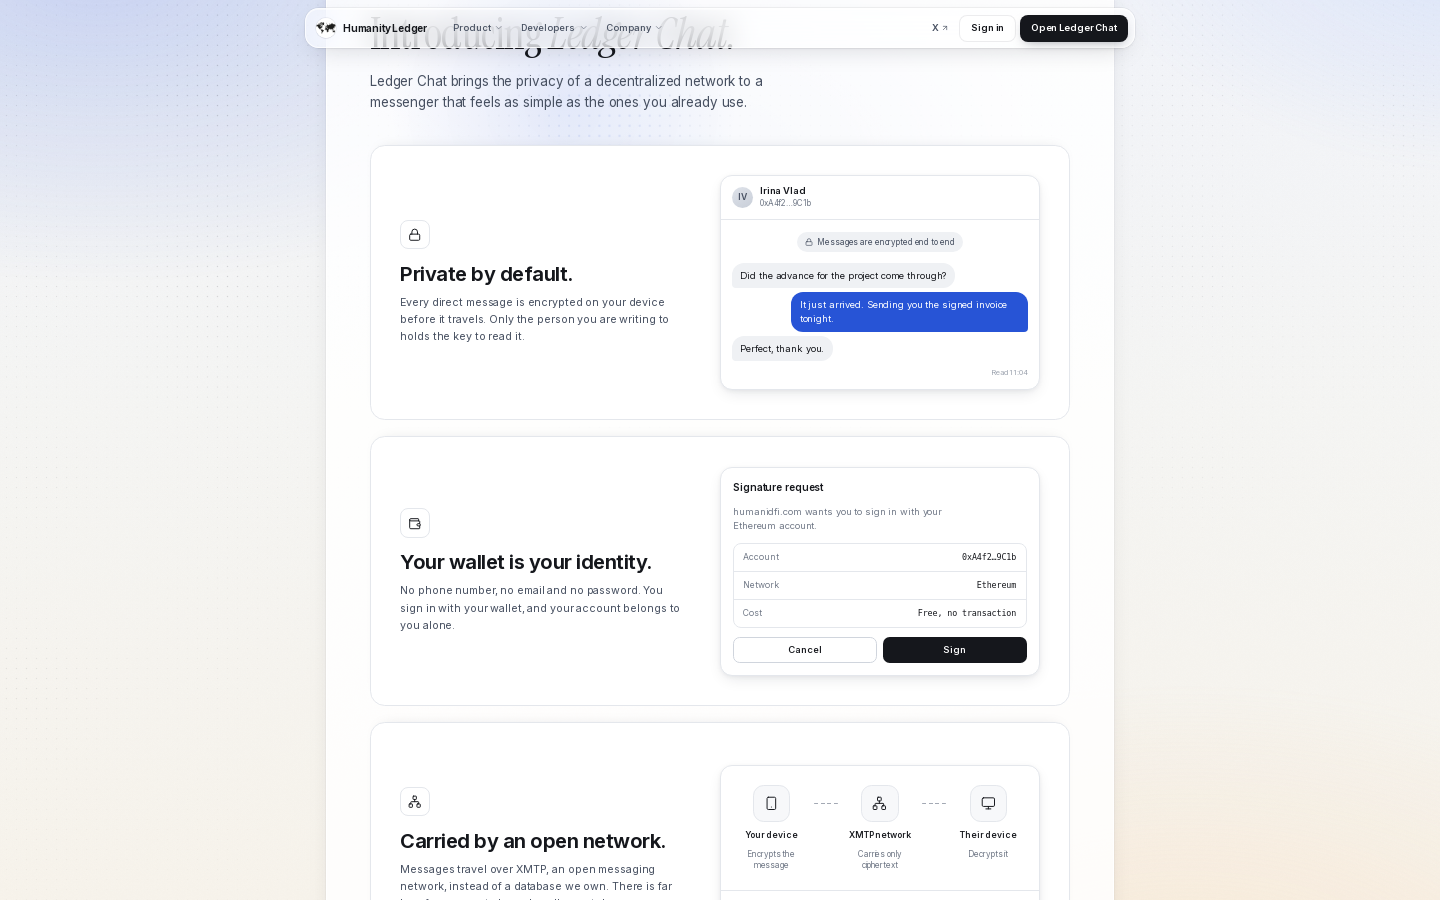 Humanity Ledger
Product
Developers
Company
X
Sign in
Open Ledger Chat
Introducing Ledger Chat.
Ledger Chat brings the privacy of a decentralized network to a
messenger that feels as simple as the ones you already use.
Private by default.
Every direct message is encrypted on your device
before it travels. Only the person you are writing to
holds the key to read it.
IV
Irina Vlad
0xA4f2…9C1b
Messages are encrypted end to end
Did the advance for the project come through?
It just arrived. Sending you the signed invoice
tonight.
Perfect, thank you.
Read 11:04
Your wallet is your identity.
No phone number, no email and no password. You
sign in with your wallet, and your account belongs to
you alone.
Signature request
humanidfi.com wants you to sign in with your
Ethereum account.
Account
0xA4f2…9C1b
Network
Ethereum
Cost
Free, no transaction
Cancel
Sign
Carried by an open network.
Messages travel over XMTP, an open messaging
network, instead of a database we own. There is far
Your device
Encrypts the
message
XMTP network
Carries only
ciphertext
Their device
Decrypts it